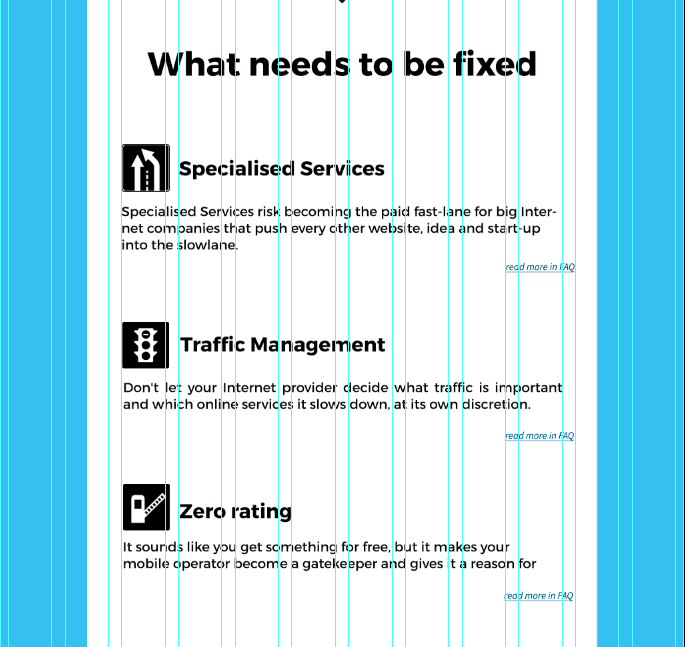 What needs to be fixed
Specialised Services
Specialised Services risk becoming the paid fast-lane for big Inter-
net companies that push every other website, idea and start-up
into the slowlane.
read more in FAQ
Traffic Management
Don't let your Internet provider decide what traffic is important
and which online services it slows down, at its own discretion.
read more in FAQ
Zero rating
It sounds like you get something for free, but it makes your
mobile operator become a gatekeeper and gives it a reason for
read more in FAQ